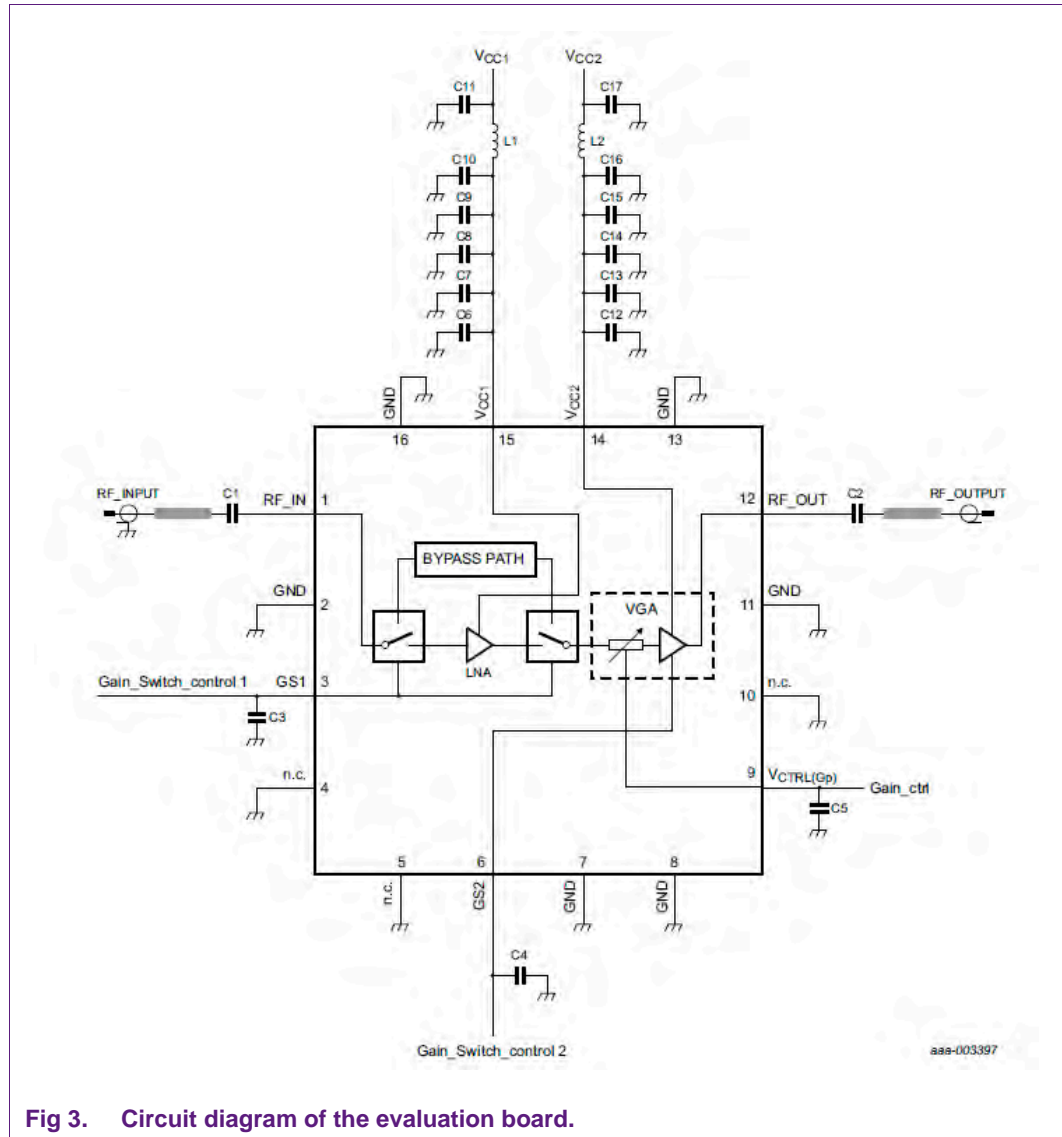 VCC1 VCC2
C11 C17
L1 L2
C10 C16
C9 C15
C8 C14
C7 C13
C6 C12
GND VCC1 VCC2 GND
16 15 14 13
RF_INPUT C1 RF_IN 1 12 RF_OUT C2 RF_OUTPUT
BYPASS PATH
GND 2 VGA 11 GND
LNA
Gain_Switch_control 1 GS1 3 10 n.c.
C3
n.c. 4 9 VCTRL(Gp) Gain_ctrl
C5
5 6 7 8
n.c. GS2 GND GND
C4
Gain_Switch_control 2
aaa-003397
Fig 3. Circuit diagram of the evaluation board.